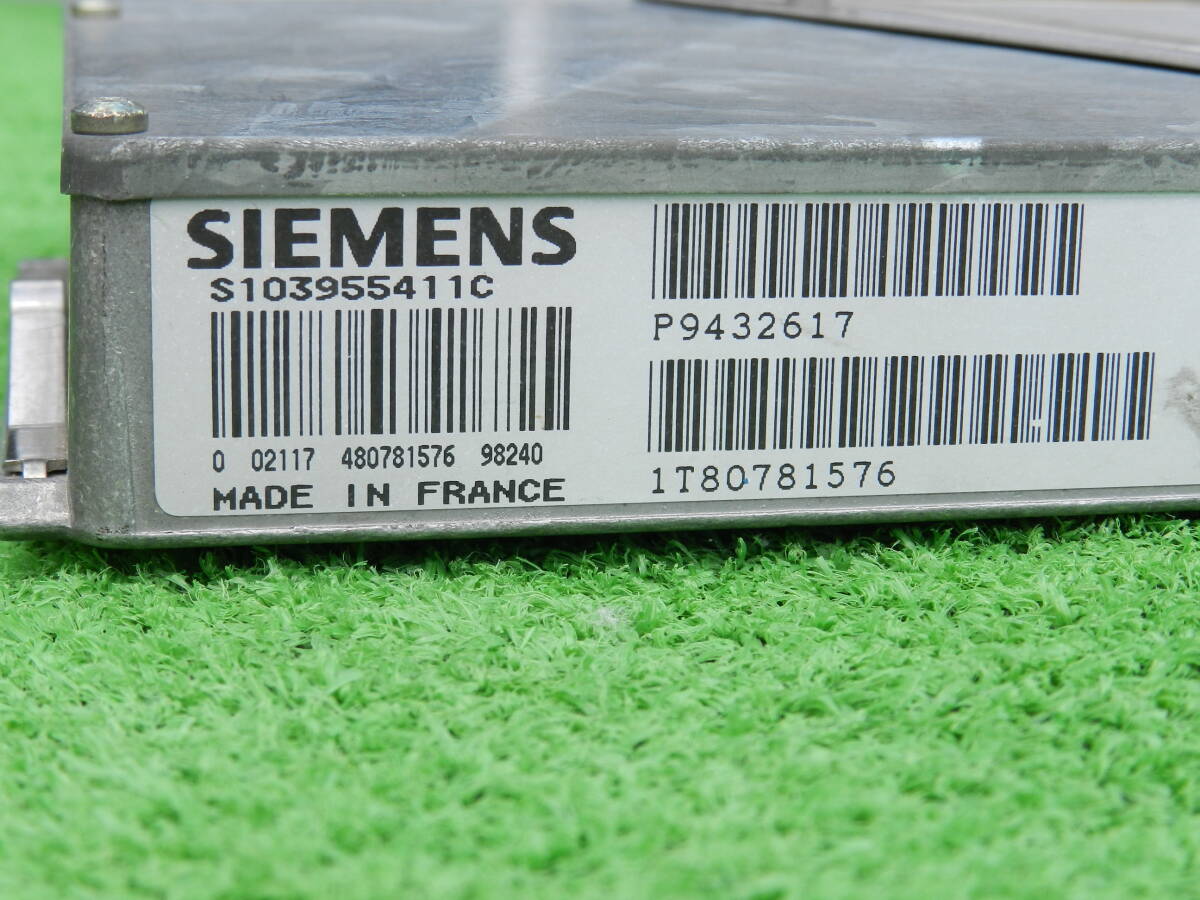 SIEMENS
S103955411C
0 02117 480781576 98240
MADE IN FRANCE
P9432617
1T80781576